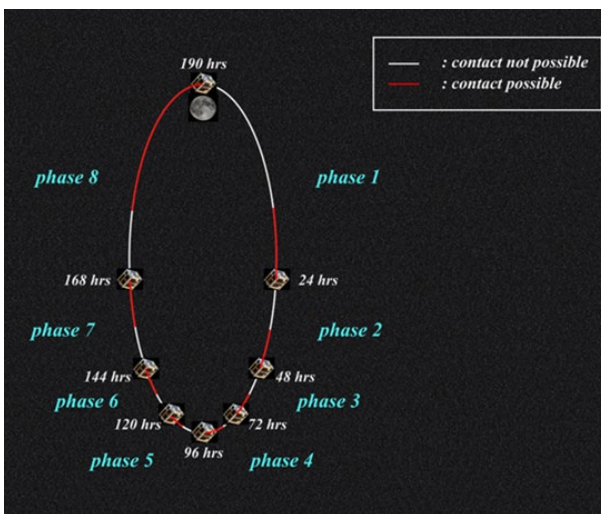 190 hrs
: contact not possible
: contact possible
phase 8
phase 1
168 hrs
24 hrs
phase 7
phase 2
144 hrs
48 hrs
phase 6
phase 3
120 hrs
72 hrs
96 hrs
phase 5
phase 4